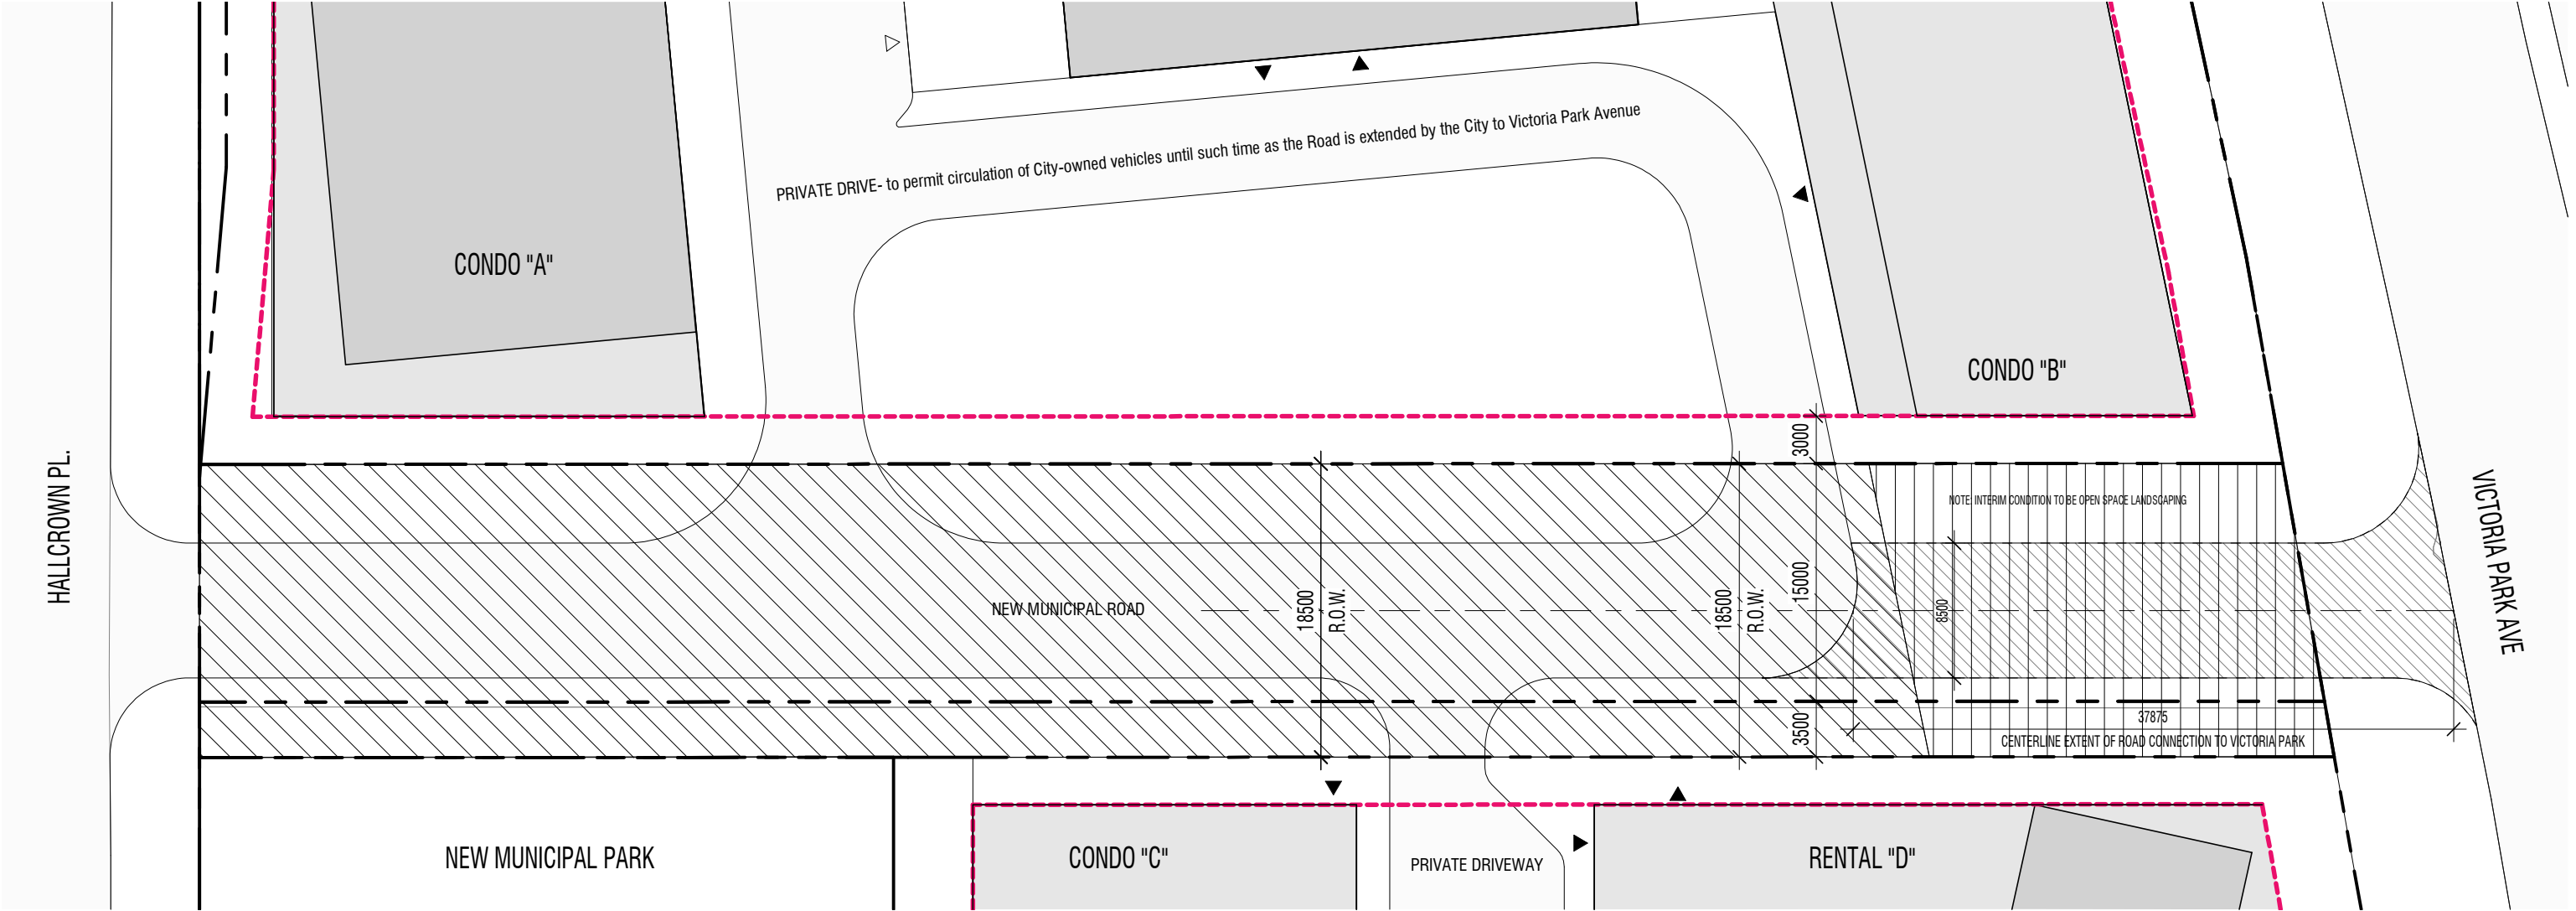 PRIVATE DRIVE- to permit circulation of City-owned vehicles until such time as the Road is extended by the City to Victoria Park Avenue
CONDO "A"
CONDO "B"
3000
HALLCROWN PL.
NOTE: INTERIM CONDITION TO BE OPEN SPACE LANDSCAPING
VICTORIA PARK AVE
NEW MUNICIPAL ROAD
18500
R.O.W.
18500
R.O.W.
15000
8500
3500
37875
CENTERLINE EXTENT OF ROAD CONNECTION TO VICTORIA PARK
NEW MUNICIPAL PARK
CONDO "C"
PRIVATE DRIVEWAY
RENTAL "D"